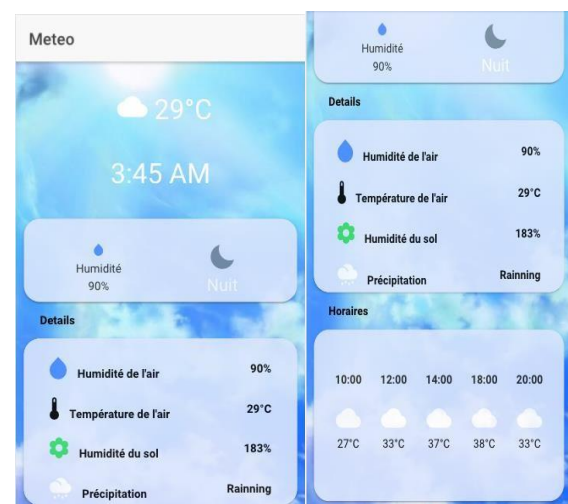 Meteo
29°C
3:45 AM
Humidité
90%
Nuit
Details
Humidité de l'air 90%
Température de l'air 29°C
Humidité du sol 183%
Précipitation Rainning
Humidité
90%
Nuit
Details
Humidité de l'air 90%
Température de l'air 29°C
Humidité du sol 183%
Précipitation Rainning
Horaires
10:00 12:00 14:00 18:00 20:00
27°C 33°C 37°C 38°C 33°C